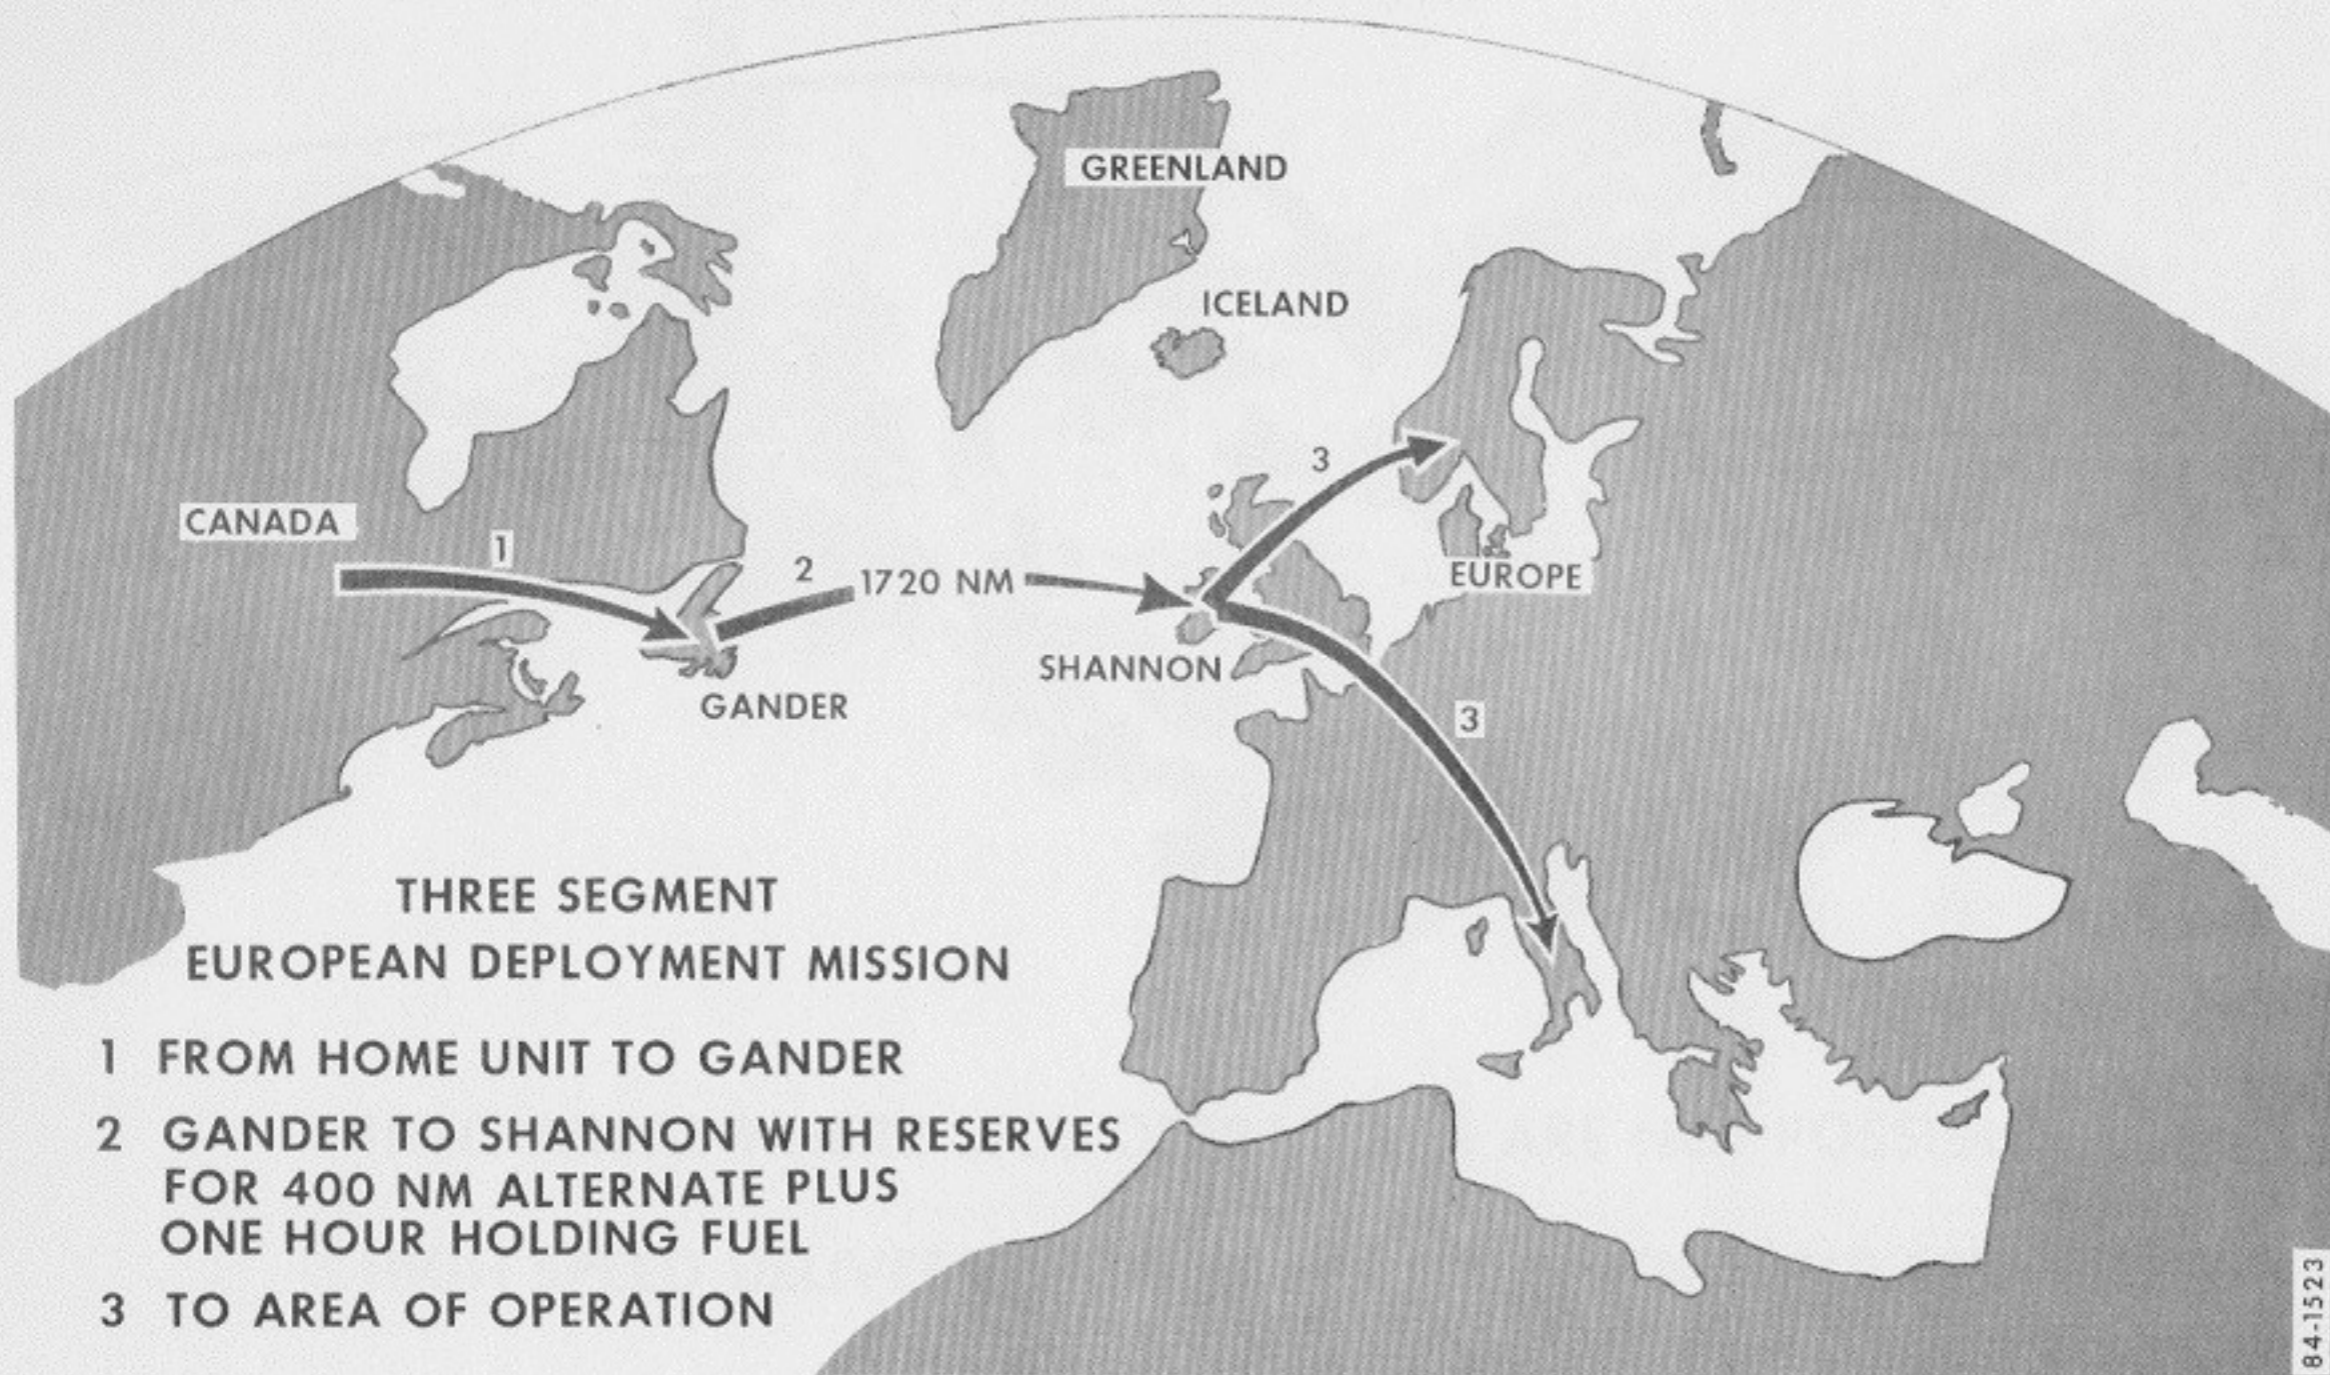 GREENLAND
ICELAND
3
CANADA
1
2
1720 NM
EUROPE
SHANNON
GANDER
3
THREE SEGMENT
EUROPEAN DEPLOYMENT MISSION
1 FROM HOME UNIT TO GANDER
2 GANDER TO SHANNON WITH RESERVES
FOR 400 NM ALTERNATE PLUS
ONE HOUR HOLDING FUEL
3 TO AREA OF OPERATION
84-1523